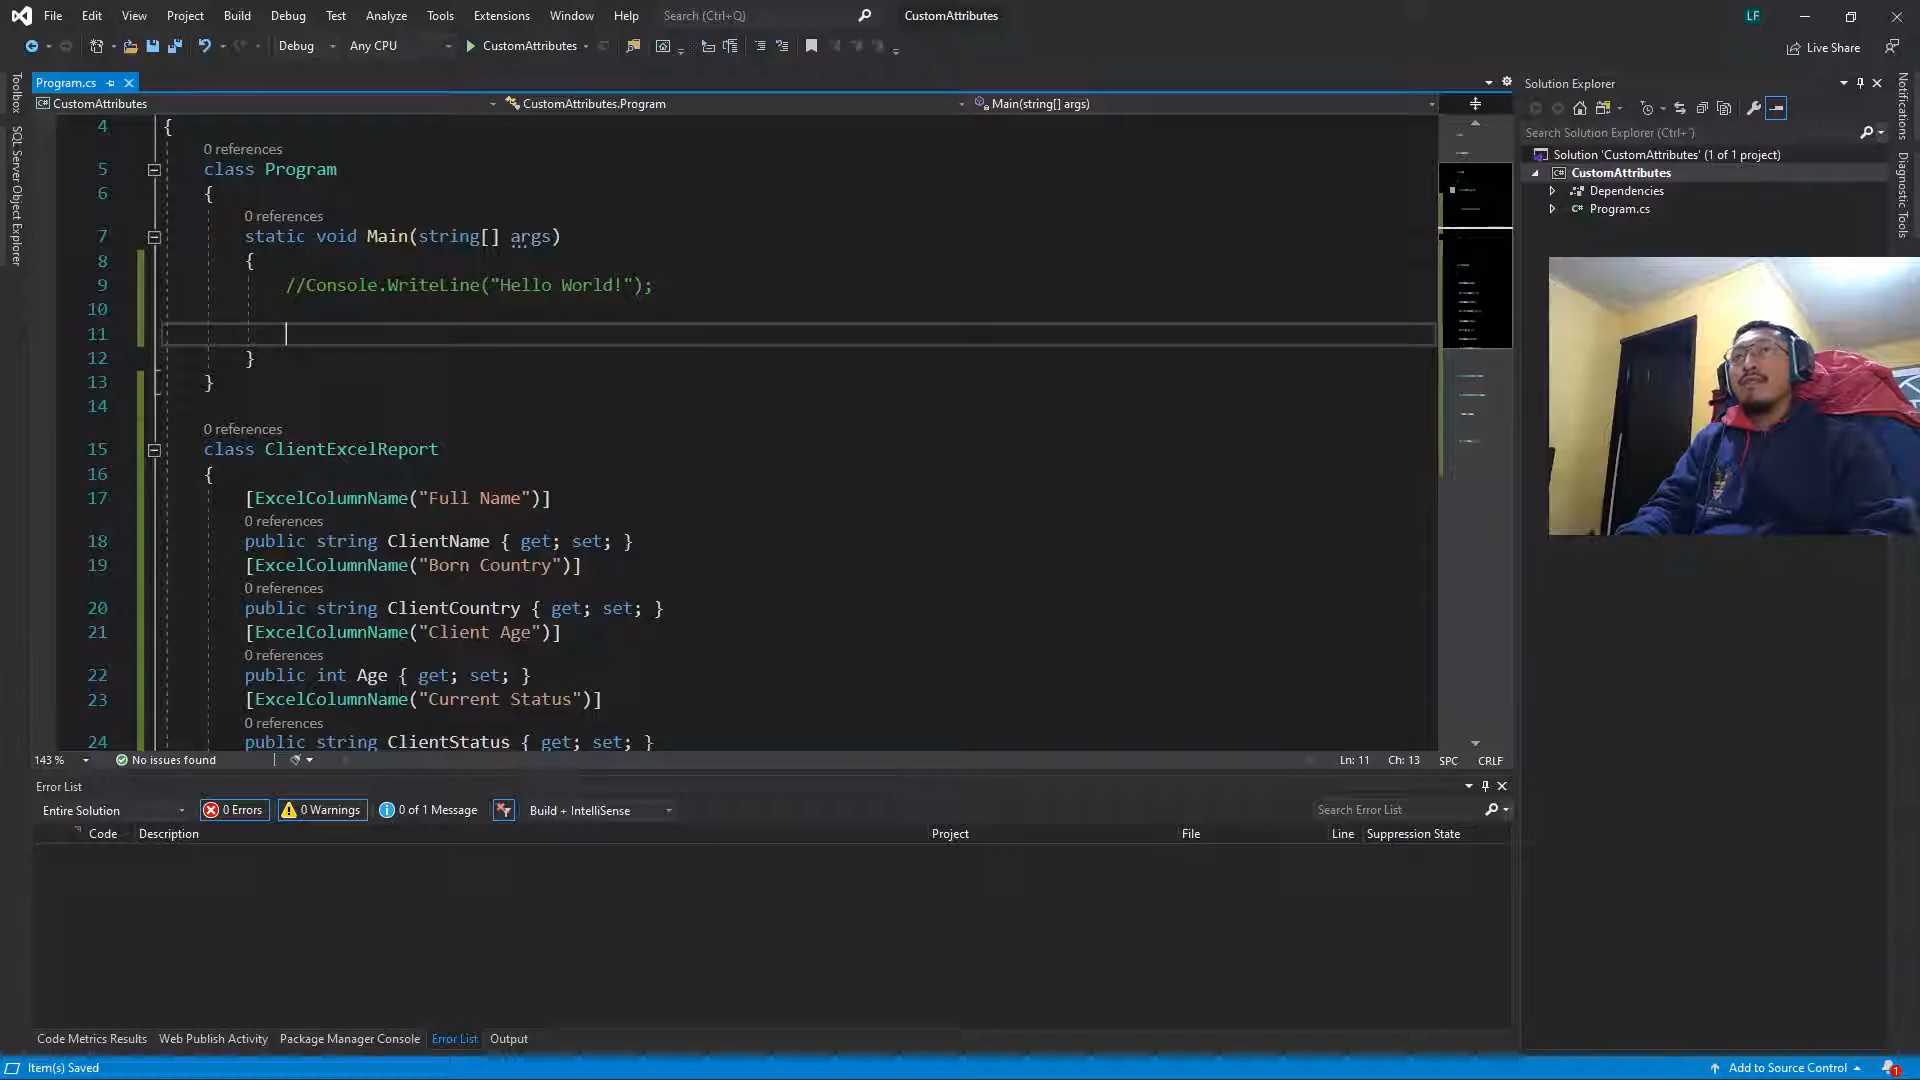 File Edit View Project Build Debug Test Analyze Tools Extensions Window Help Search (Ctrl+Q) CustomAttributes LF
Debug Any CPU CustomAttributes Live Share
Program.cs
Solution Explorer
CustomAttributes CustomAttributes.Program Main(string[] args)
Toolbox
SQL Server Object Explorer
Notifications
Diagnostic Tools
Search Solution Explorer (Ctrl+´)
Solution 'CustomAttributes' (1 of 1 project)
CustomAttributes
Dependencies
Program.cs
4 {
0 references
5 class Program
6 {
0 references
7 static void Main(string[] args)
8 {
9 //Console.WriteLine("Hello World!");
10
11
12 }
13 }
14
0 references
15 class ClientExcelReport
16 {
17 [ExcelColumnName("Full Name")]
0 references
18 public string ClientName { get; set; }
19 [ExcelColumnName("Born Country")]
0 references
20 public string ClientCountry { get; set; }
21 [ExcelColumnName("Client Age")]
0 references
22 public int Age { get; set; }
23 [ExcelColumnName("Current Status")]
0 references
24 public string ClientStatus { get; set; }
143 % No issues found Ln: 11 Ch: 13 SPC CRLF
Error List
Entire Solution 0 Errors 0 Warnings 0 of 1 Message Build + IntelliSense Search Error List
Code Description Project File Line Suppression State
Code Metrics Results Web Publish Activity Package Manager Console Error List Output
Item(s) Saved Add to Source Control 1